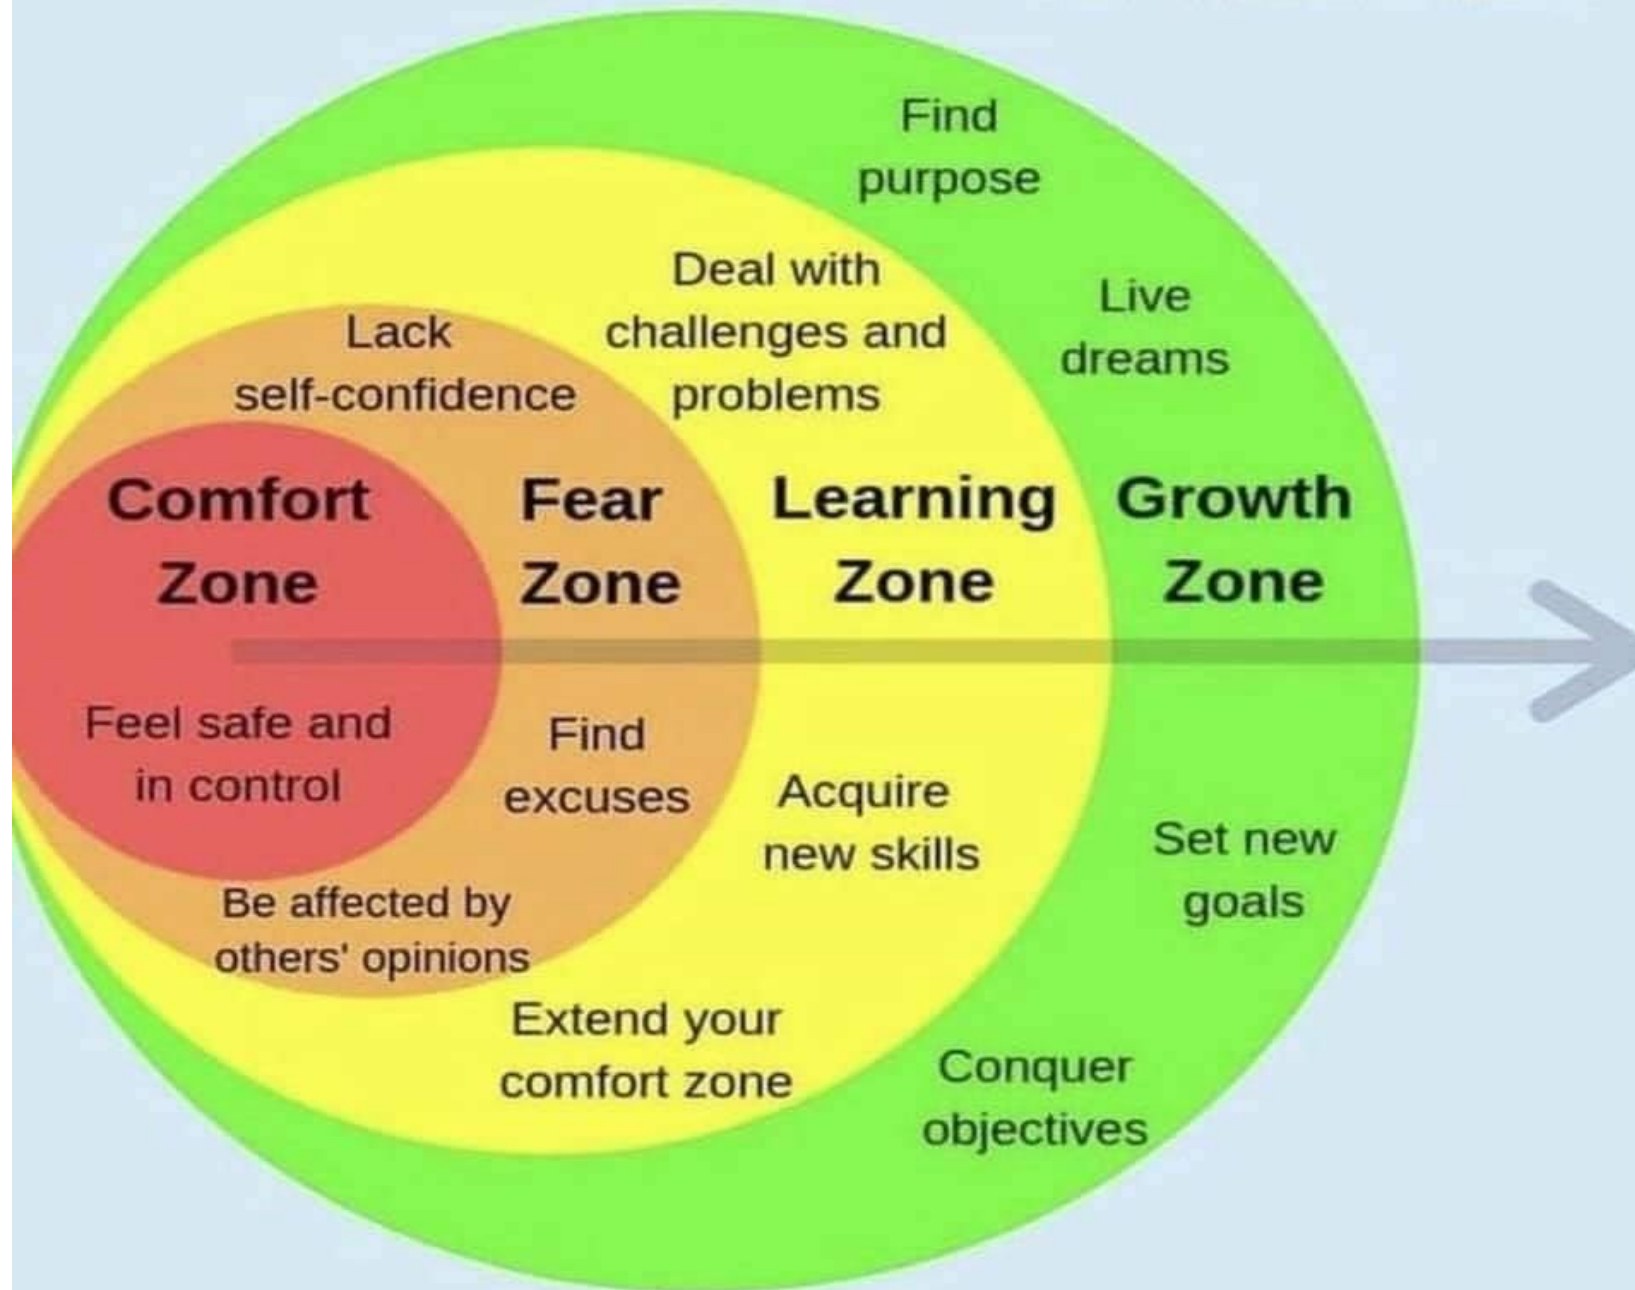 Find
purpose
Live
dreams
Deal with
challenges and
problems
Lack
self-confidence
Comfort
Zone
Fear
Zone
Learning
Zone
Growth
Zone
Feel safe and
in control
Find
excuses
Acquire
new skills
Set new
goals
Be affected by
others' opinions
Extend your
comfort zone
Conquer
objectives